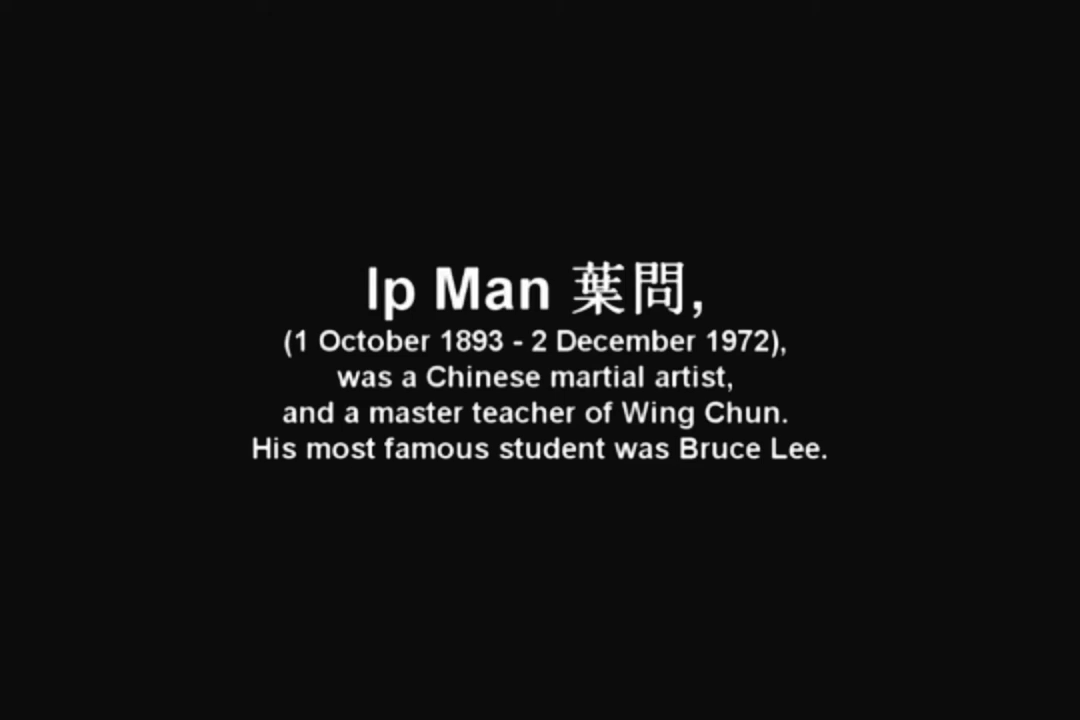 Ip Man 葉問,
(1 October 1893 - 2 December 1972),
was a Chinese martial artist,
and a master teacher of Wing Chun.
His most famous student was Bruce Lee.